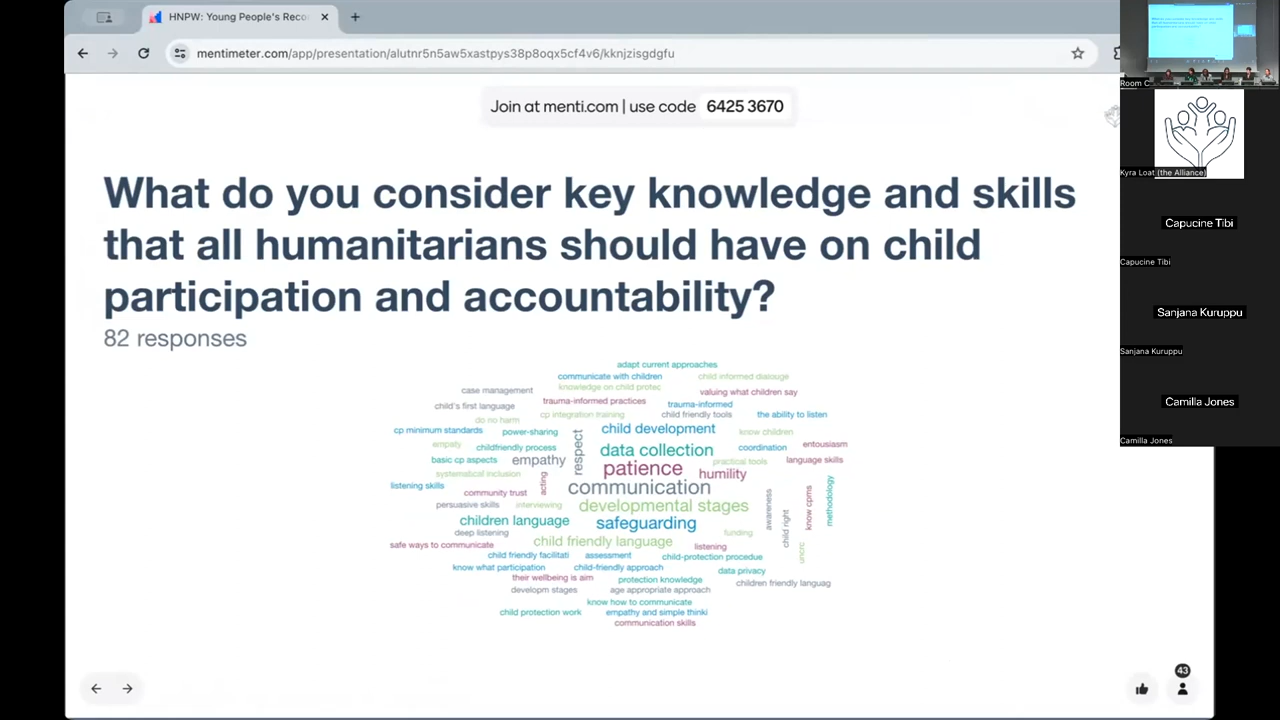 HNPW: Young People's Reco
mentimeter.com/app/presentation/alutnr5n5aw5xastpys38p8oqx5cf4v6/kknjzisgdgfu
Join at menti.com | use code 6425 3670
What do you consider key knowledge and skills
that all humanitarians should have on child
participation and accountability?
82 responses
adapt current approaches
communicate with children
child informed dialouge
knowledge on child protec
case management
valuing what children say
trauma-informed practices
trauma-informed
child's first language
cp integration training
child friendly tools
the ability to listen
do no harm
child development
cp minimum standards
power-sharing
respect
know children
empaty
childfriendly process
data collection
coordination
entousiasm
basic cp aspects
empathy
patience
practical tools
language skills
systematical inclusion
acting
humility
listening skills
communication
community trust
awareness
know cpms
methodology
persuasive skills
interviewing
developmental stages
child right
children language
safeguarding
deep listening
funding
child friendly language
uncrc
safe ways to communicate
listening
child friendly facilitati
assessment
child-protection procedue
know what participation
child-friendly approach
data privacy
their wellbeing is aim
protection knowledge
children friendly languag
developm stages
age appropriate approach
know how to communicate
child protection work
empathy and simple thinki
communication skills
43
Room C
Kyra Loat (the Alliance)
Capucine Tibi
Capucine Tibi
Sanjana Kuruppu
Sanjana Kuruppu
Camilla Jones
Camilla Jones